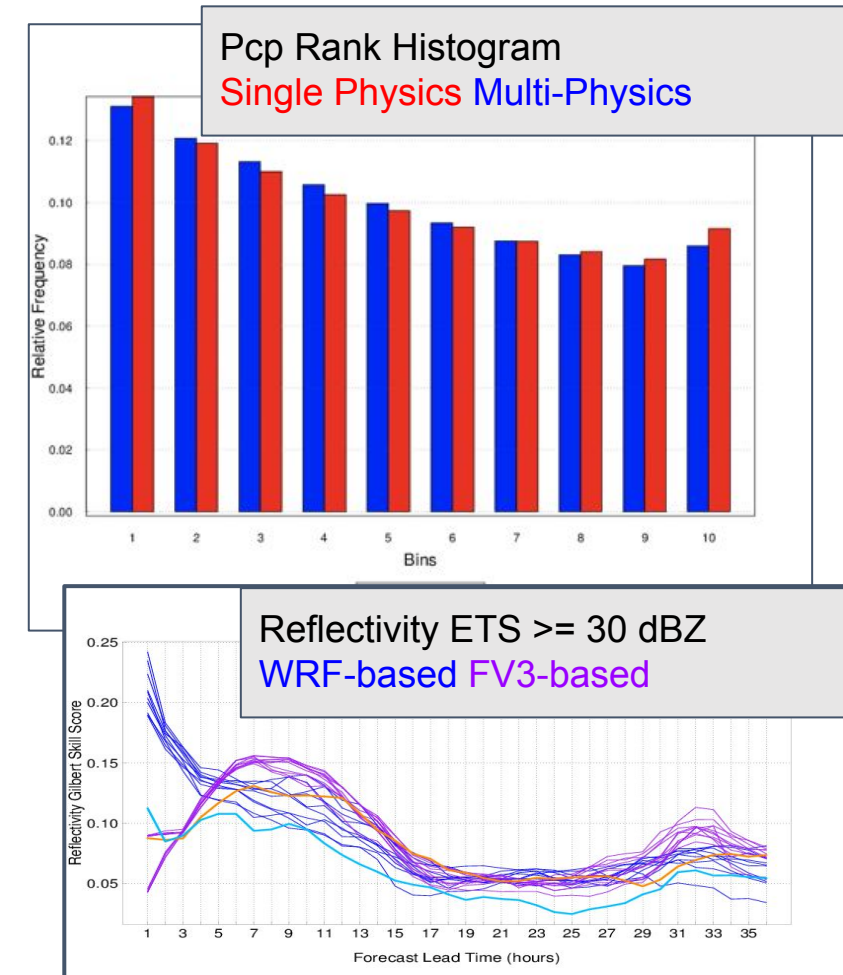 Pcp Rank Histogram
Single Physics Multi-Physics
0.12
0.10
0.08
0.06
0.04
0.02
0.00
Relative Frequency
1 2 3 4 5 6 7 8 9 10
Bins
Reflectivity ETS >= 30 dBZ
WRF-based FV3-based
0.25
0.20
0.15
0.10
0.05
Reflectivity Gilbert Skill Score
1 3 5 7 9 11 13 15 17 19 21 23 25 27 29 31 33 35
Forecast Lead Time (hours)